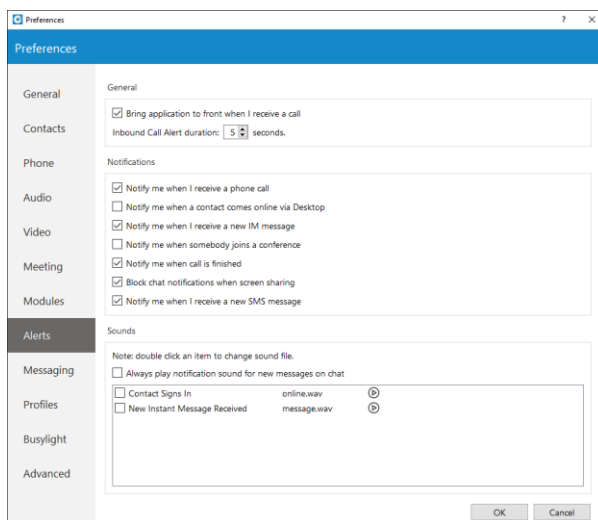 Preferences
Preferences
General
Contacts
Phone
Audio
Video
Meeting
Modules
Alerts
Messaging
Profiles
Busylight
Advanced
General
Bring application to front when I receive a call
Inbound Call Alert duration: 5 seconds.
Notifications
Notify me when I receive a phone call
Notify me when a contact comes online via Desktop
Notify me when I receive a new IM message
Notify me when somebody joins a conference
Notify me when call is finished
Block chat notifications when screen sharing
Notify me when I receive a new SMS message
Sounds
Note: double click an item to change sound file.
Always play notification sound for new messages on chat
Contact Signs In online.wav
New Instant Message Received message.wav
OK Cancel